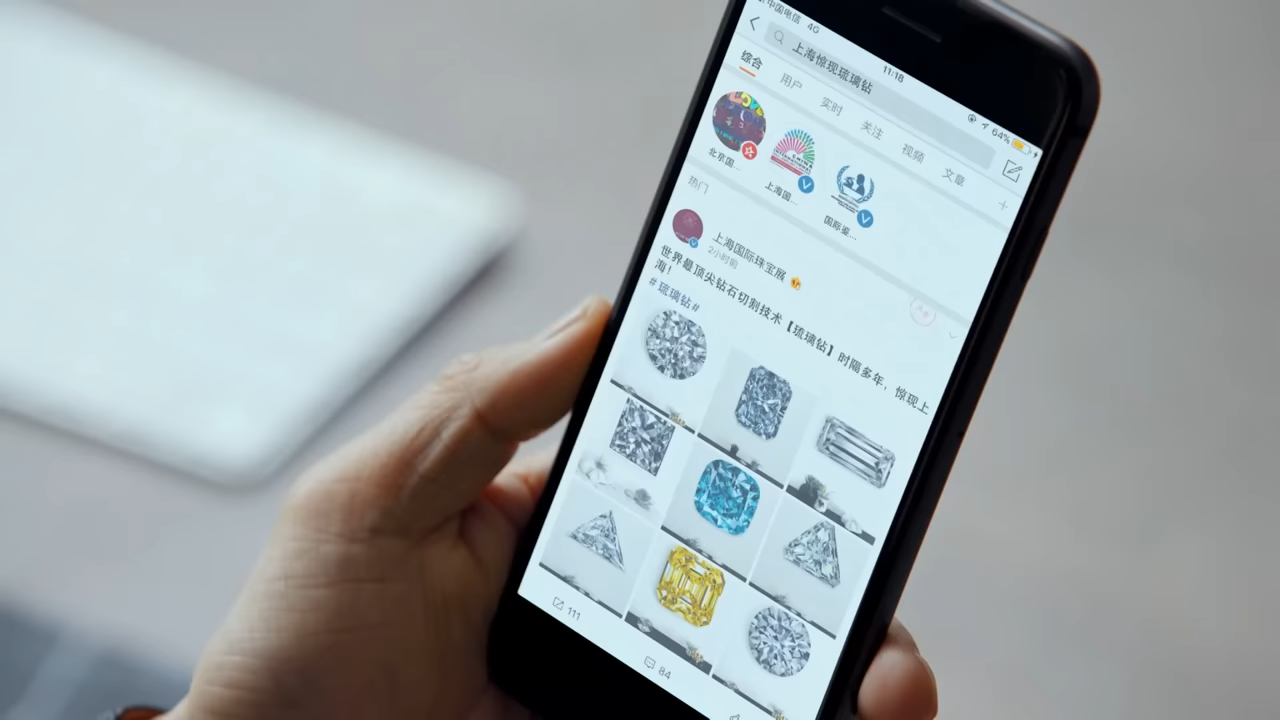 中国电信 4G 11:18 64%
上海惊现琉璃钻
综合 用户 实时 关注 视频 文章
北京国... 上海国... 国际鉴...
热门
上海国际珠宝展
2小时前
世界最顶尖钻石切割技术【琉璃钻】时隔多年，惊现上
海！
#琉璃钻#
111 84